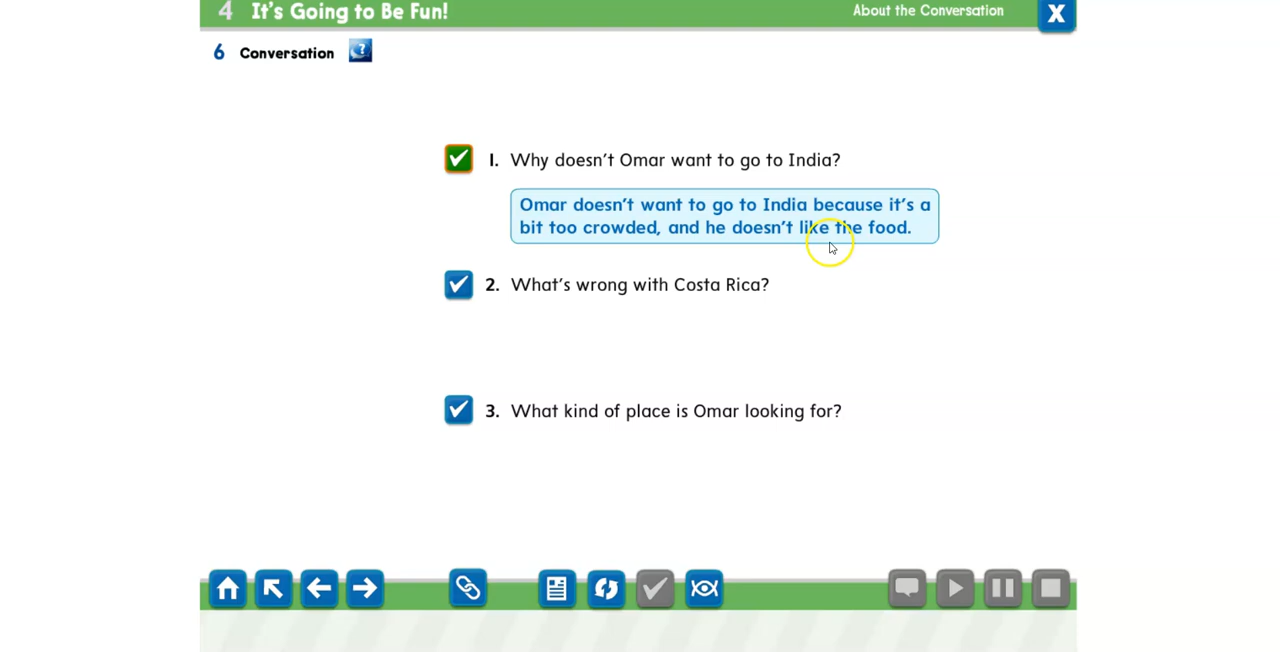 4 It's Going to Be Fun!
About the Conversation
X
6 Conversation
?
1. Why doesn't Omar want to go to India?
Omar doesn't want to go to India because it's a
bit too crowded, and he doesn't like the food.
2. What's wrong with Costa Rica?
3. What kind of place is Omar looking for?